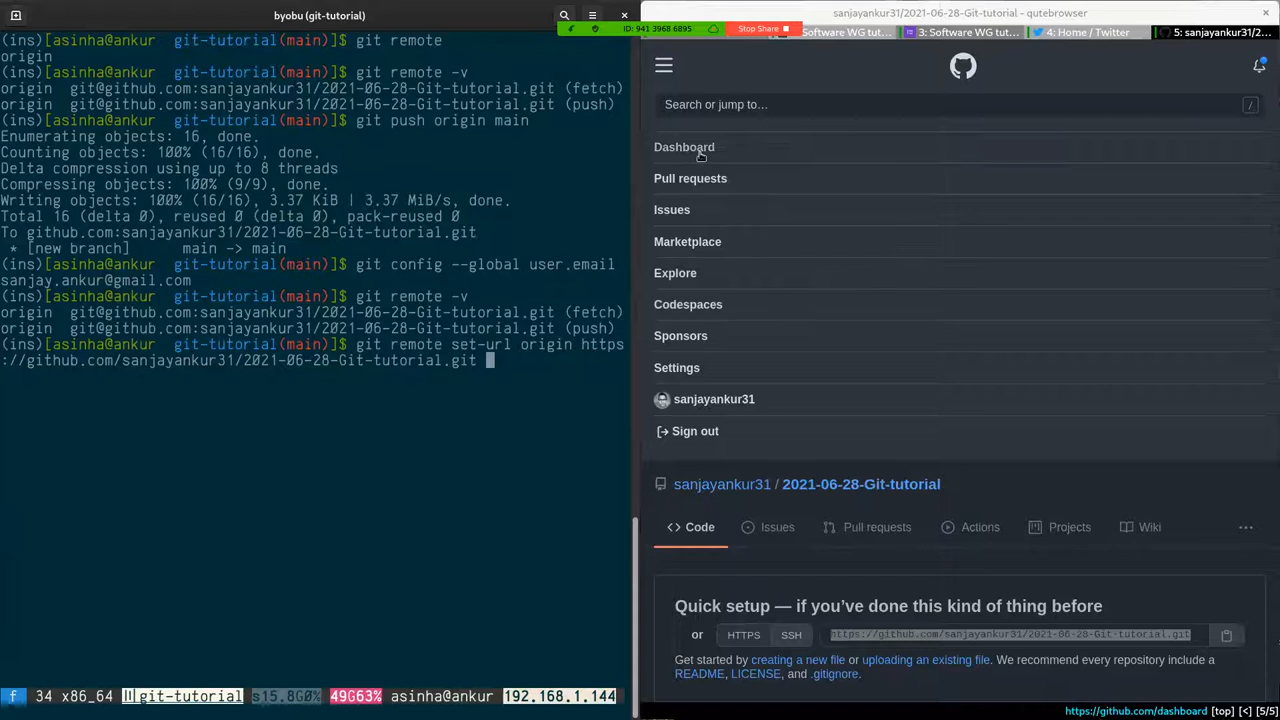 byobu (git-tutorial)
(ins)[asinha@ankur  git-tutorial(main)]$ git remote
origin
(ins)[asinha@ankur  git-tutorial(main)]$ git remote -v
origin  git@github.com:sanjayankur31/2021-06-28-Git-tutorial.git (fetch)
origin  git@github.com:sanjayankur31/2021-06-28-Git-tutorial.git (push)
(ins)[asinha@ankur  git-tutorial(main)]$ git push origin main
Enumerating objects: 16, done.
Counting objects: 100% (16/16), done.
Delta compression using up to 8 threads
Compressing objects: 100% (9/9), done.
Writing objects: 100% (16/16), 3.37 KiB | 3.37 MiB/s, done.
Total 16 (delta 0), reused 0 (delta 0), pack-reused 0
To github.com:sanjayankur31/2021-06-28-Git-tutorial.git
 * [new branch]      main -> main
(ins)[asinha@ankur  git-tutorial(main)]$ git config --global user.email
sanjay.ankur@gmail.com
(ins)[asinha@ankur  git-tutorial(main)]$ git remote -v
origin  git@github.com:sanjayankur31/2021-06-28-Git-tutorial.git (fetch)
origin  git@github.com:sanjayankur31/2021-06-28-Git-tutorial.git (push)
(ins)[asinha@ankur  git-tutorial(main)]$ git remote set-url origin https
://github.com/sanjayankur31/2021-06-28-Git-tutorial.git
f 34 x86_64 git-tutorial s15.8G0% 49G63% asinha@ankur 192.168.1.144
ID: 941 3968 6895 Stop Share
sanjayankur31/2021-06-28-Git-tutorial - qutebrowser
Software WG tut... 3: Software WG tut... 4: Home / Twitter 5: sanjayankur31/2...
Search or jump to... /
Dashboard
Pull requests
Issues
Marketplace
Explore
Codespaces
Sponsors
Settings
sanjayankur31
Sign out
sanjayankur31 / 2021-06-28-Git-tutorial
Code Issues Pull requests Actions Projects Wiki ...
Quick setup — if you've done this kind of thing before
or HTTPS SSH https://github.com/sanjayankur31/2021-06-28-Git-tutorial.git
Get started by creating a new file or uploading an existing file. We recommend every repository include a
README, LICENSE, and .gitignore.
https://github.com/dashboard [top] [<] [5/5]